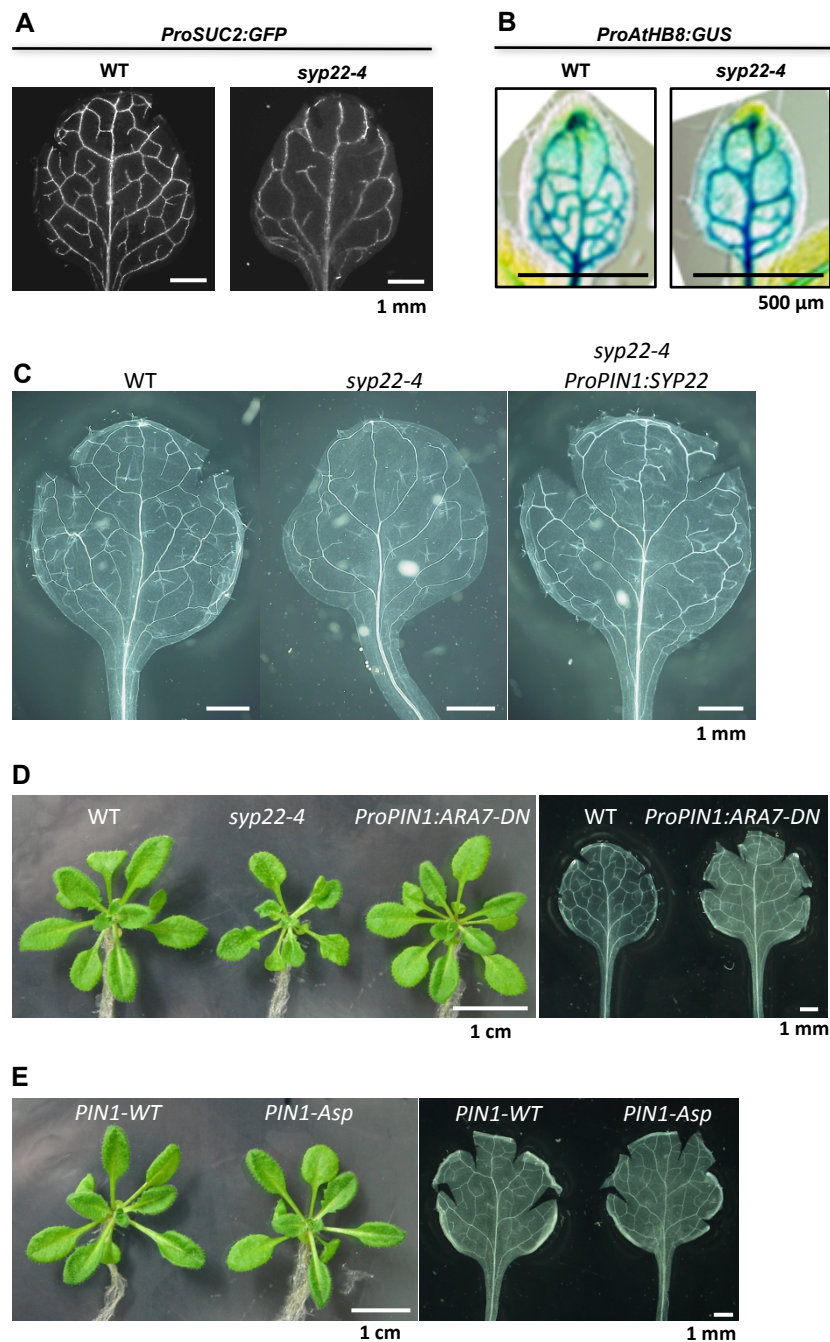 A
ProSUC2:GFP
WT syp22-4
1 mm
B
ProAtHB8:GUS
WT syp22-4
500 µm
C
WT syp22-4 syp22-4
ProPIN1:SYP22
1 mm
D
WT syp22-4 ProPIN1:ARA7-DN
1 cm
WT ProPIN1:ARA7-DN
1 mm
E
PIN1-WT PIN1-Asp
1 cm
PIN1-WT PIN1-Asp
1 mm